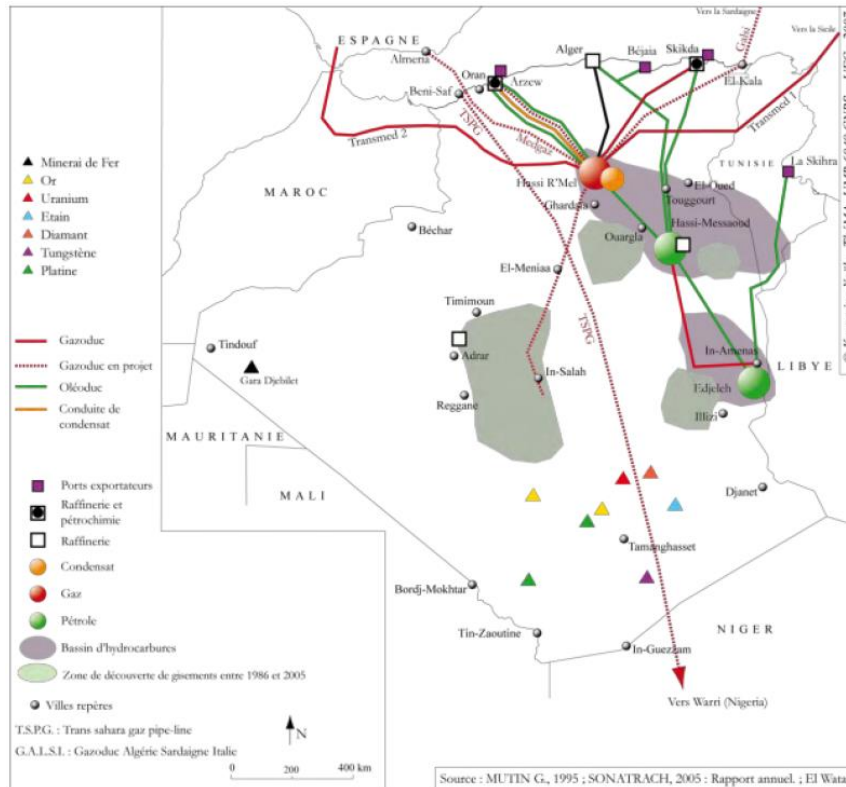 Vers la Sardaigne
Vers la Sicile
ESPAGNE
Almeria
Alger
Béjaia
Skikda
Galsi
Oran
Arzew
El-Kala
Beni-Saf
TSPG
Medgaz
Transmed 2
Transmed 1
TUNISIE
La Skihra
Minerai de Fer
Or
Uranium
Etain
Diamant
Tungstène
Platine
MAROC
Hassi R'Mel
El-Oued
Touggourt
Ghardaïa
Hassi-Messaoud
Béchar
Ouargla
El-Meniaa
Timimoun
TSPG
Gazoduc
Gazoduc en projet
Oléoduc
Conduite de
condensat
Tindouf
Gara Djebilet
Adrar
In-Salah
In-Amenas
LIBYE
Reggane
Edjeleh
Illizi
MAURITANIE
MALI
Djanet
Ports exportateurs
Raffinerie et
pétrochimie
Raffinerie
Condensat
Gaz
Pétrole
Bassin d'hydrocarbures
Zone de découverte de gisements entre 1986 et 2005
Villes repères
T.S.P.G. : Trans sahara gaz pipe-line
G.A.L.S.I. : Gazoduc Algérie Sardaigne Italie
N
0
200
400 km
Tamanghasset
Bordj-Mokhtar
Tin-Zaoutine
In-Guezzam
NIGER
Vers Warri (Nigeria)
Source : MUTIN G., 1995 ; SONATRACH, 2005 : Rapport annuel. ; El Wata